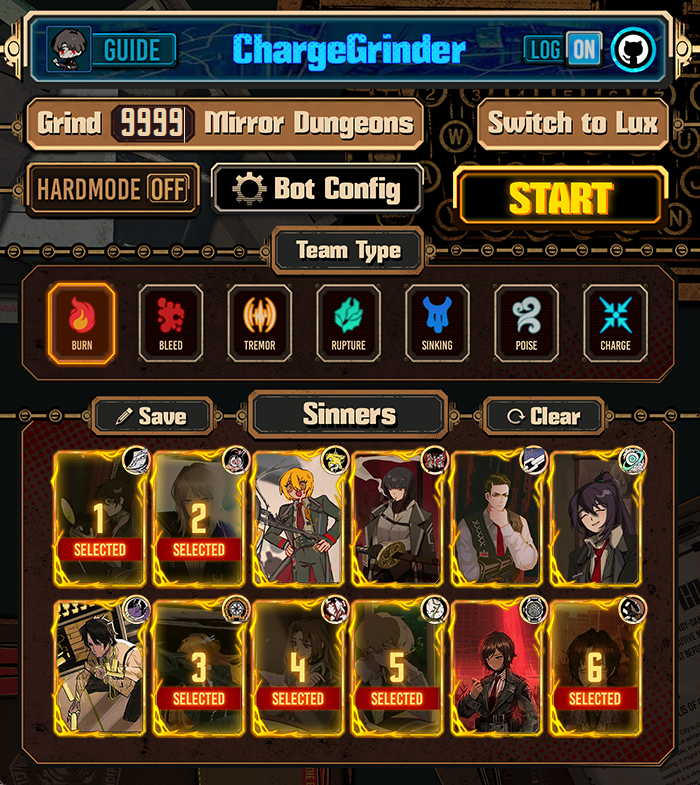 GUIDE
ChargeGrinder
LOG ON
Grind 9999 Mirror Dungeons
Switch to Lux
HARDMODE OFF
Bot Config
START
W
N
Team Type
BURN
BLEED
TREMOR
RUPTURE
SINKING
POISE
CHARGE
Save
Sinners
Clear
1
SELECTED
2
SELECTED
3
SELECTED
4
SELECTED
5
SELECTED
6
SELECTED